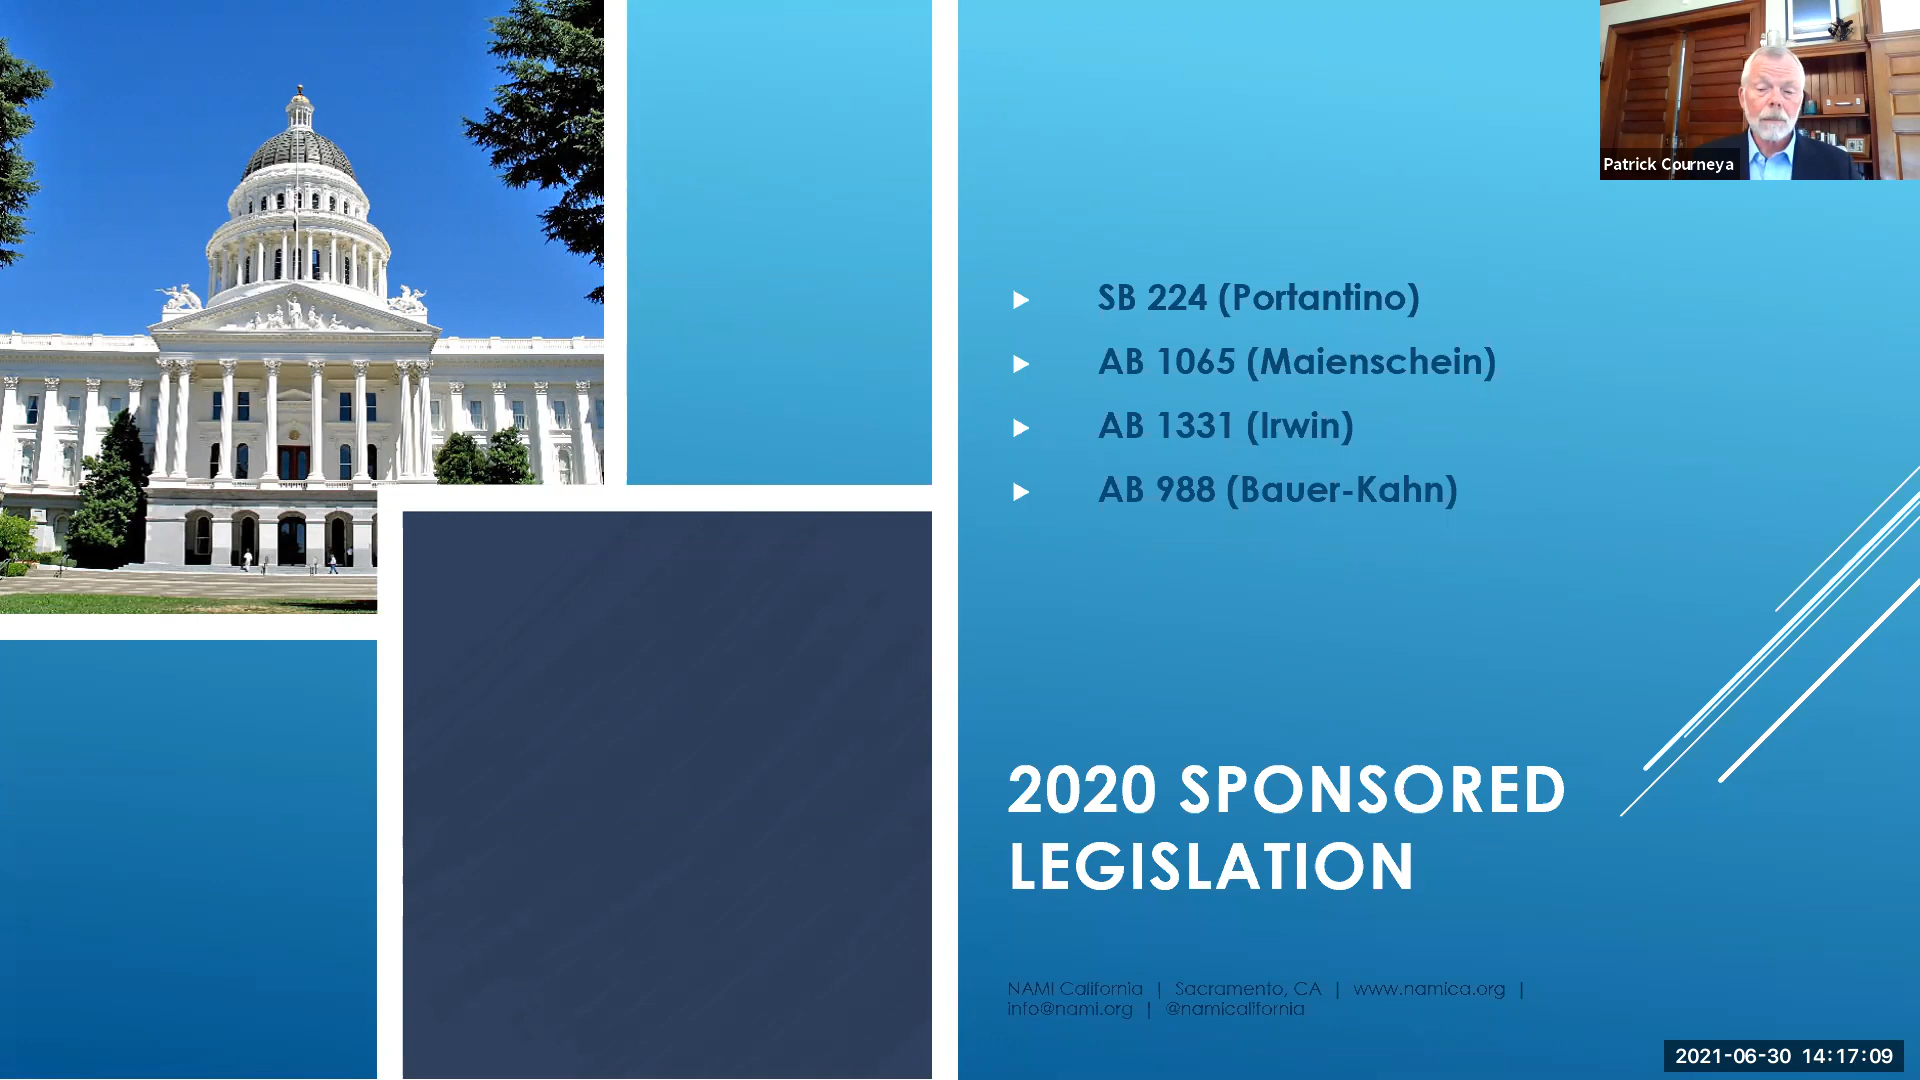 Patrick Courneya
SB 224 (Portantino)
AB 1065 (Maienschein)
AB 1331 (Irwin)
AB 988 (Bauer-Kahn)
2020 SPONSORED
LEGISLATION
NAMI California | Sacramento, CA | www.namica.org |
info@nami.org | @namicalifornia
2021-06-30 14:17:09